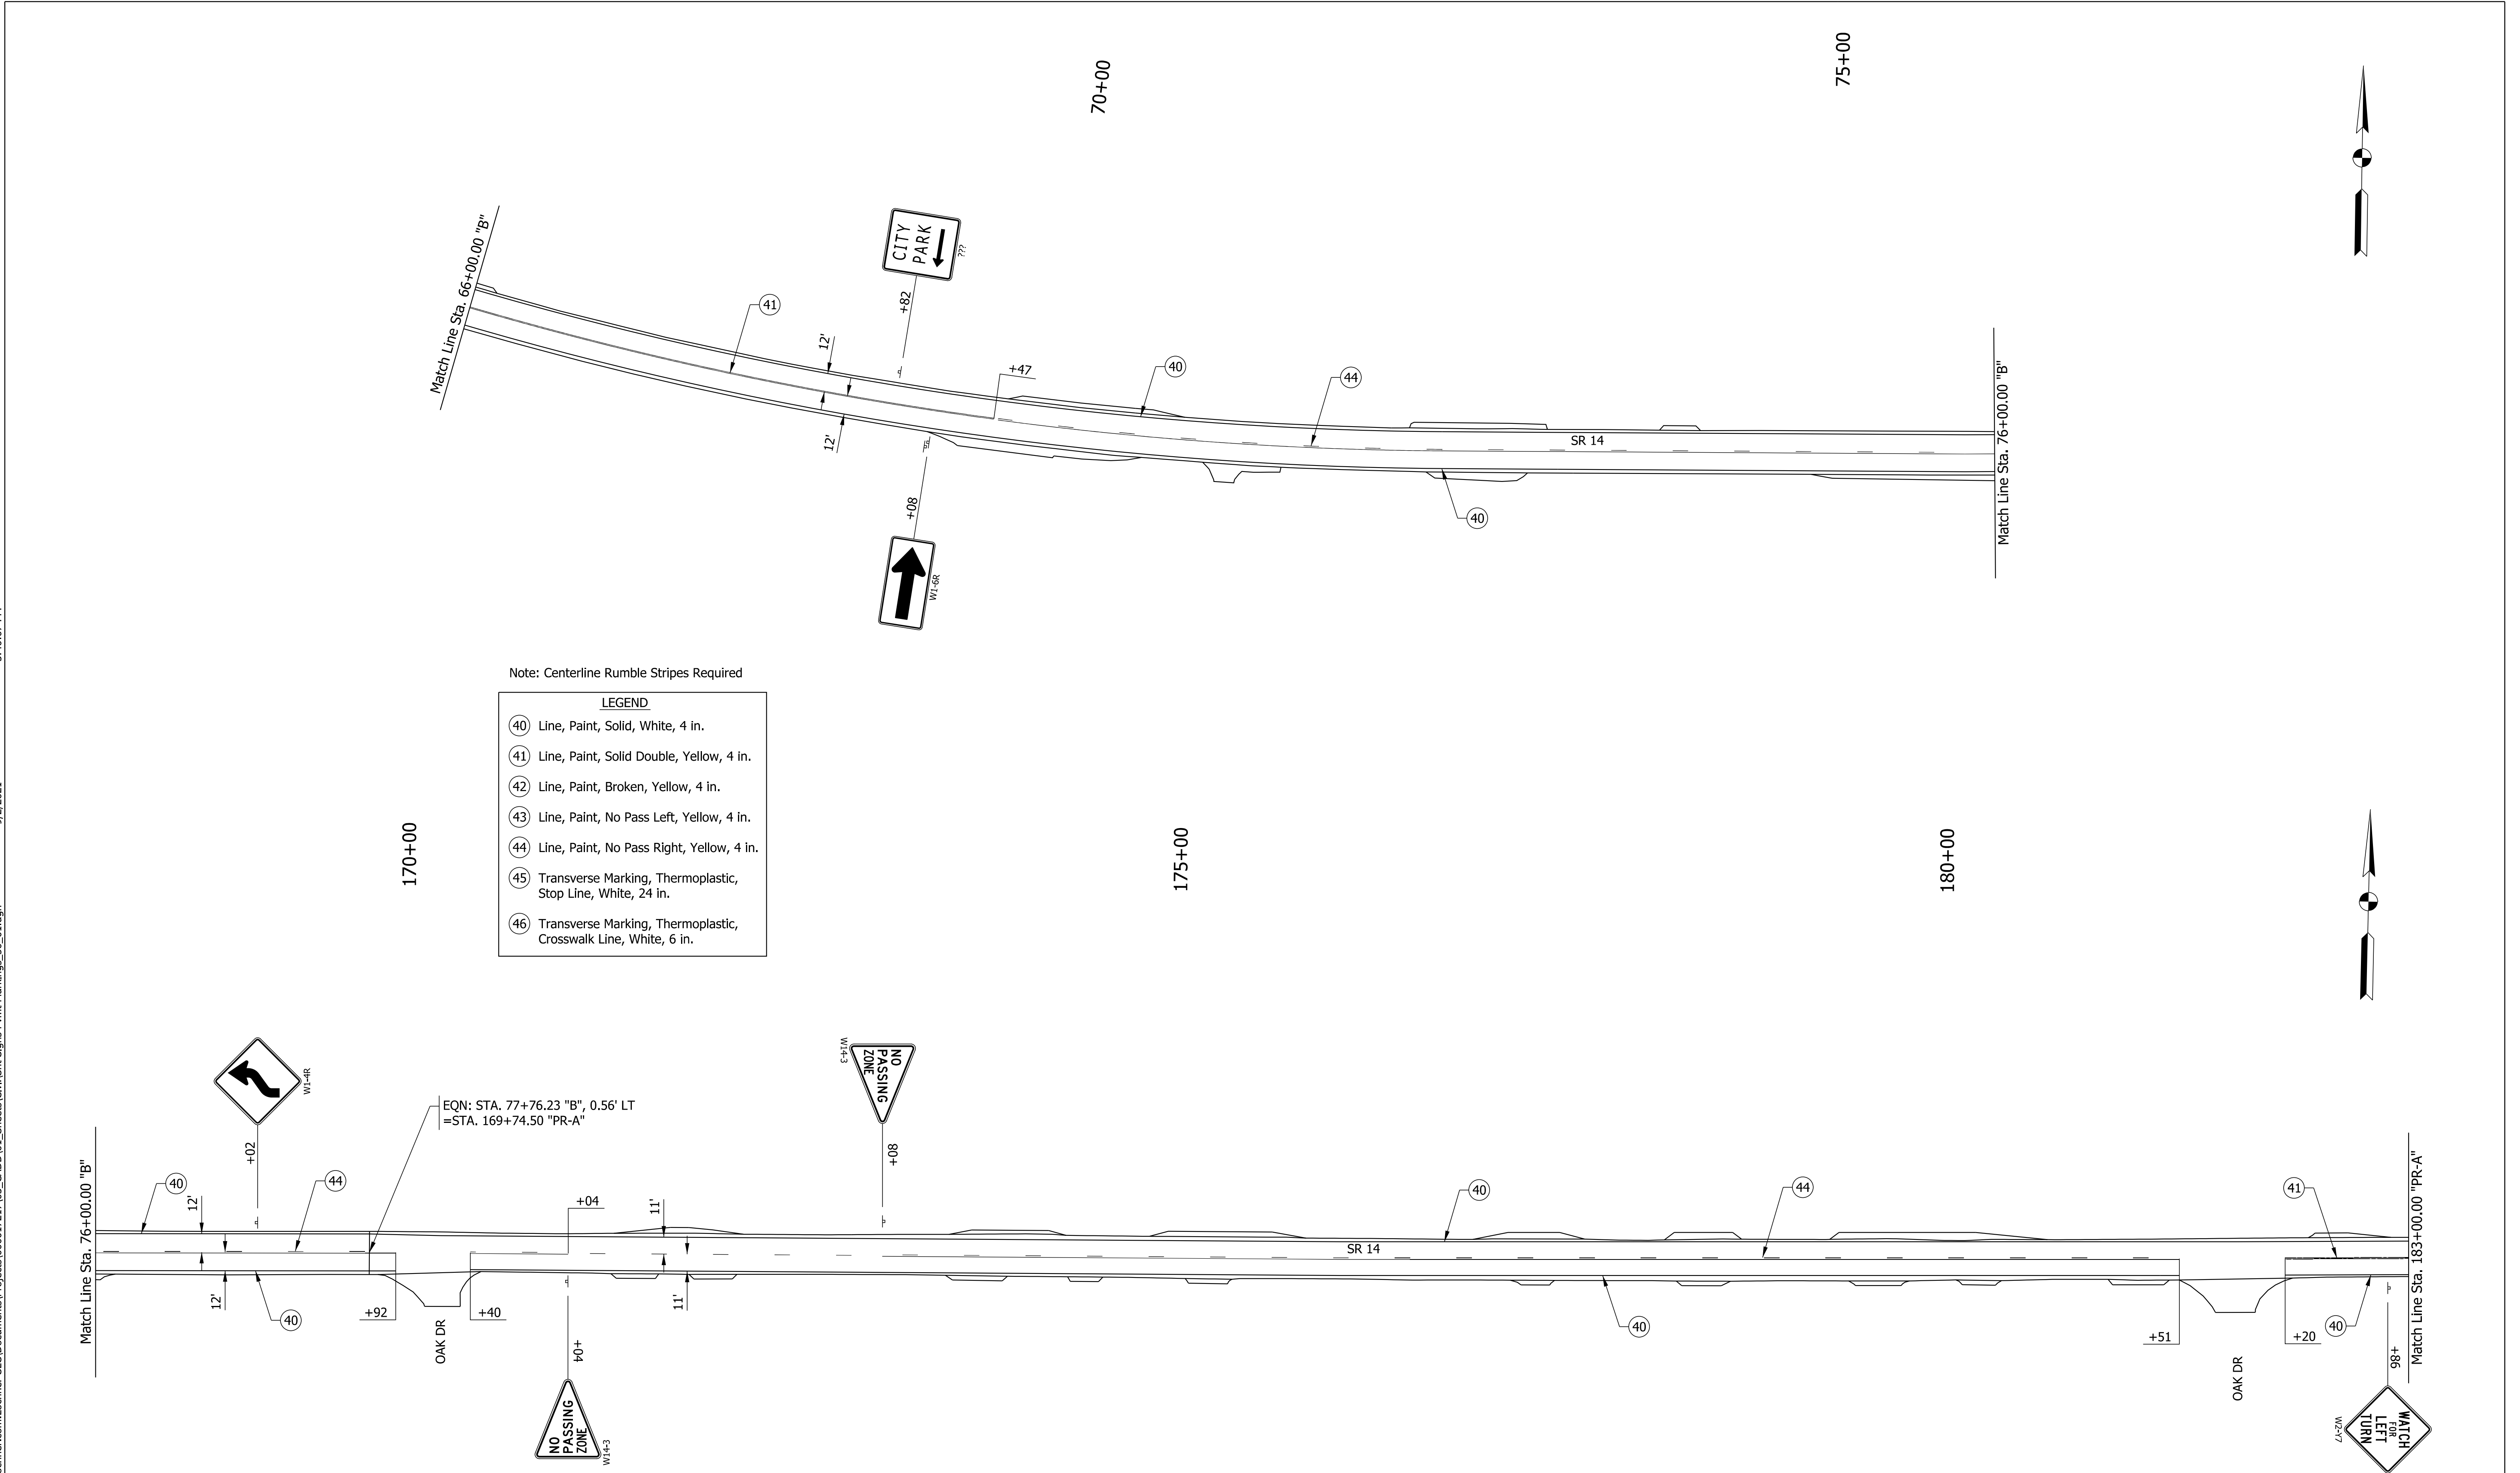 70+00
75+00
Match Line Sta. 66+00.00 "B"
CITY
PARK
???
+82
41
12'
12'
+47
40
44
SR 14
40
+08
W1-6R
Match Line Sta. 76+00.00 "B"
Note: Centerline Rumble Stripes Required
LEGEND
40 Line, Paint, Solid, White, 4 in.
41 Line, Paint, Solid Double, Yellow, 4 in.
42 Line, Paint, Broken, Yellow, 4 in.
43 Line, Paint, No Pass Left, Yellow, 4 in.
44 Line, Paint, No Pass Right, Yellow, 4 in.
45 Transverse Marking, Thermoplastic,
Stop Line, White, 24 in.
46 Transverse Marking, Thermoplastic,
Crosswalk Line, White, 6 in.
170+00
175+00
180+00
Match Line Sta. 76+00.00 "B"
W1-4R
+02
40
12'
44
12'
40
EQN: STA. 77+76.23 "B", 0.56' LT
=STA. 169+74.50 "PR-A"
+92
OAK DR
+40
+04
+04
NO
PASSING
ZONE
W14-3
11'
11'
W14-3
NO
PASSING
ZONE
+08
SR 14
40
40
44
+51
OAK DR
41
+20
40
+86
WATCH
FOR
LEFT
TURN
W2-Y7
Match Line Sta. 183+00.00 "PR-A"